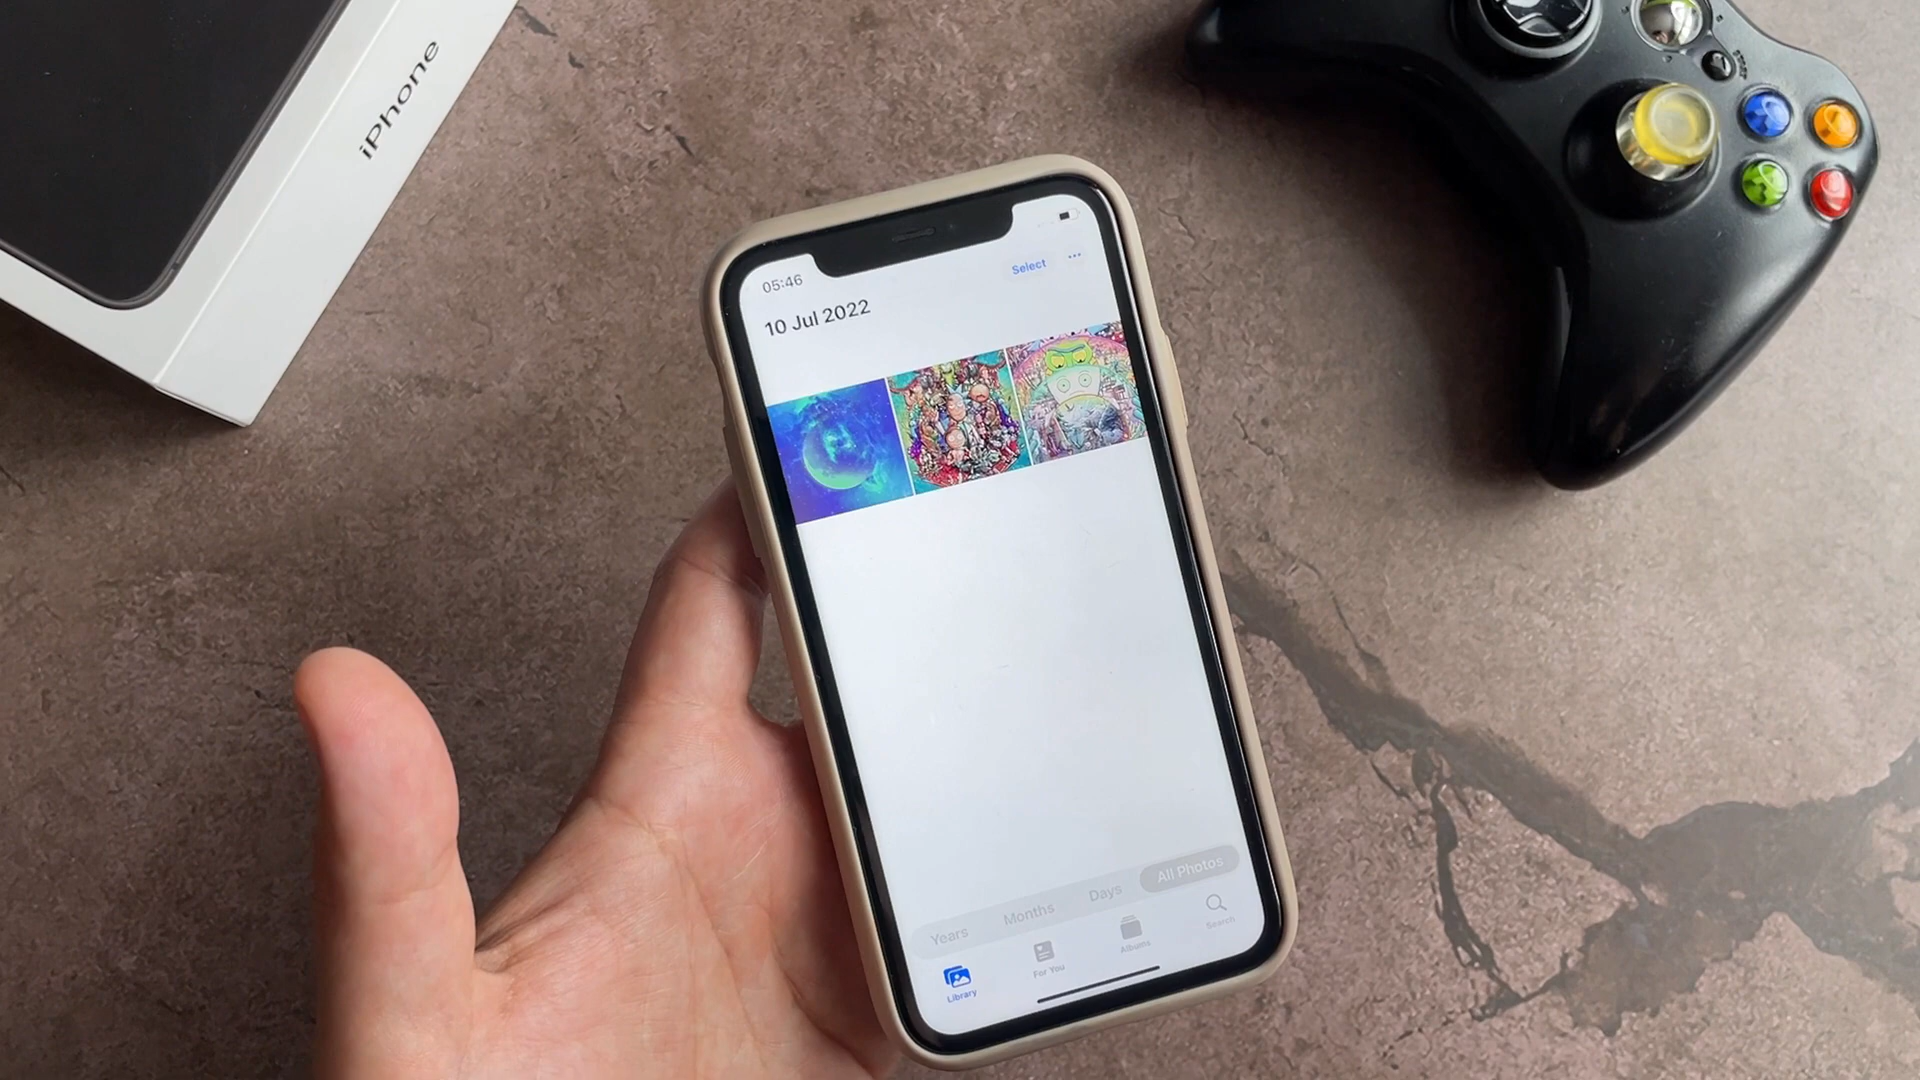 iPhone
05:46
Select
10 Jul 2022
Years
Months
Days
All Photos
Library
For You
Albums
Search